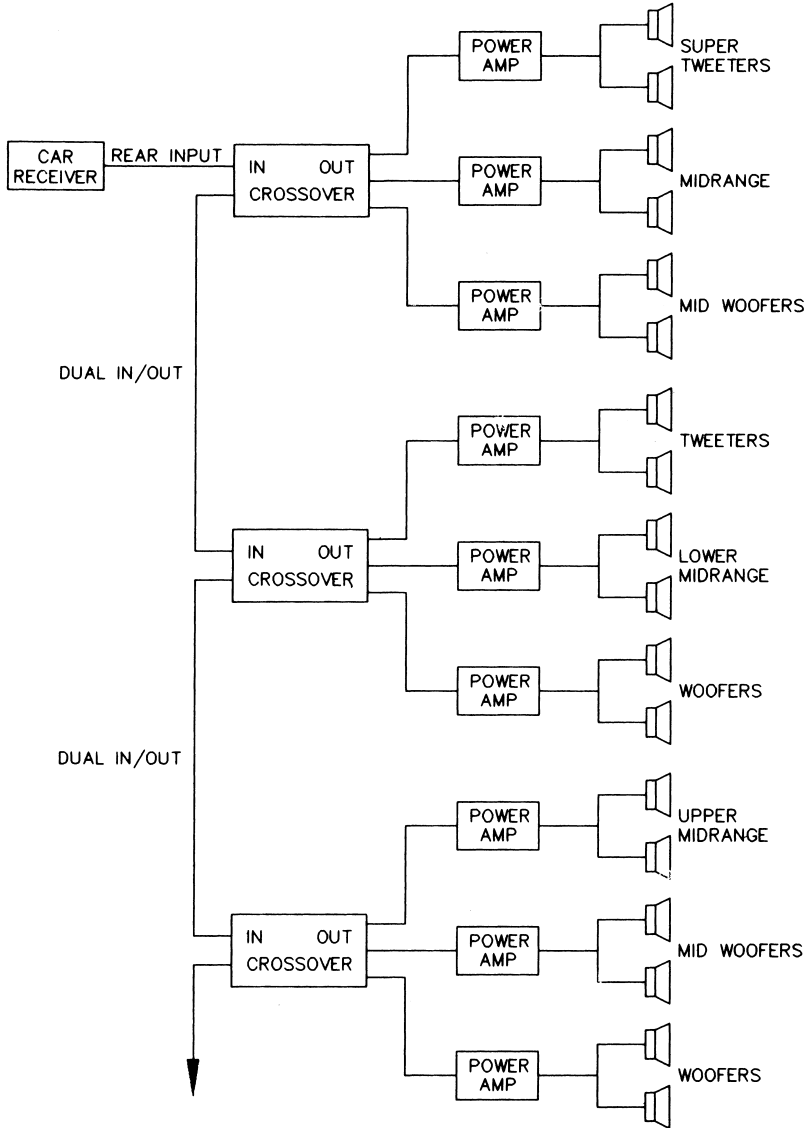 POWER
AMP
SUPER
TWEETERS
CAR
RECEIVER
REAR INPUT
IN OUT
CROSSOVER
POWER
AMP
MIDRANGE
POWER
AMP
MID WOOFERS
DUAL IN/OUT
POWER
AMP
TWEETERS
IN OUT
CROSSOVER
POWER
AMP
LOWER
MIDRANGE
POWER
AMP
WOOFERS
DUAL IN/OUT
POWER
AMP
UPPER
MIDRANGE
IN OUT
CROSSOVER
POWER
AMP
MID WOOFERS
POWER
AMP
WOOFERS